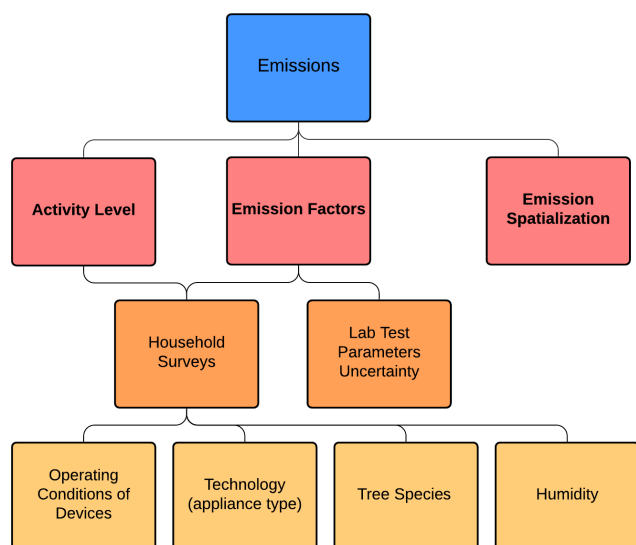 Emissions
Activity Level
Emission Factors
Emission
Spatialization
Household
Surveys
Lab Test
Parameters
Uncertainty
Operating
Conditions of
Devices
Technology
(appliance type)
Tree Species
Humidity